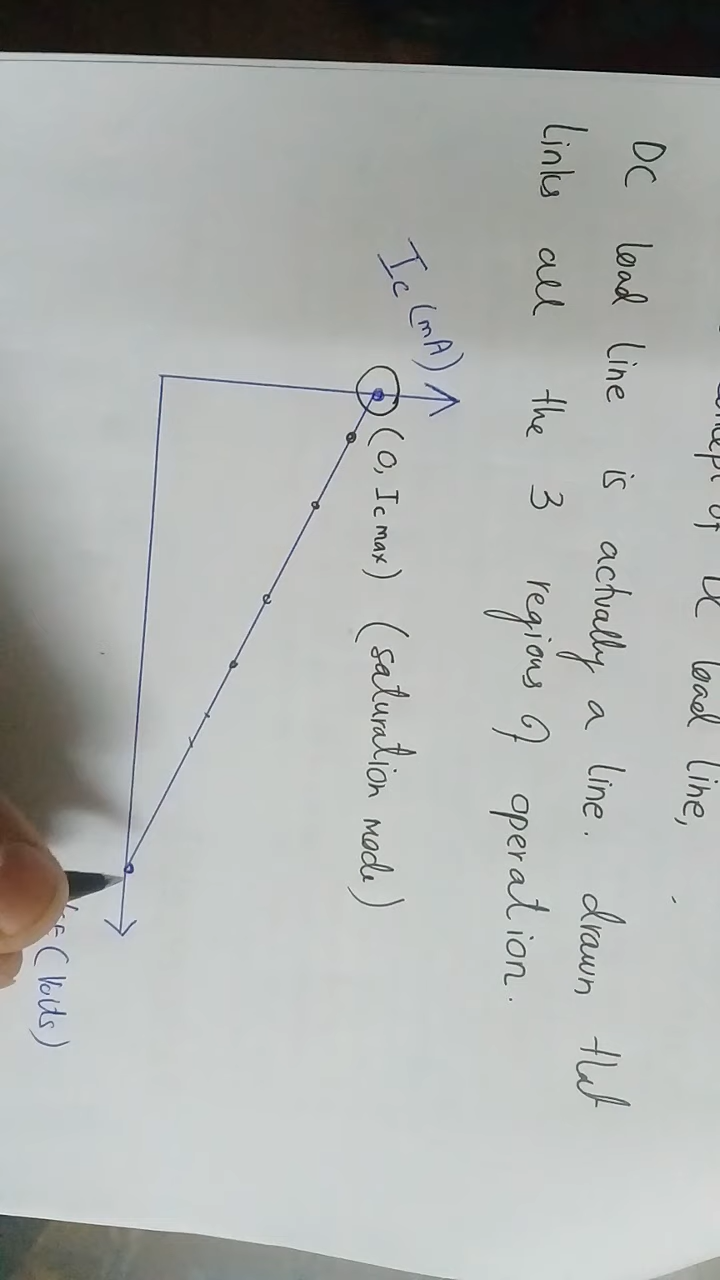 of DC load line,
DC load line is actually a line. drawn that
links all the 3 regions of operation.
Ic (mA)
(0, Ic max) (saturation mode)
(Volts)